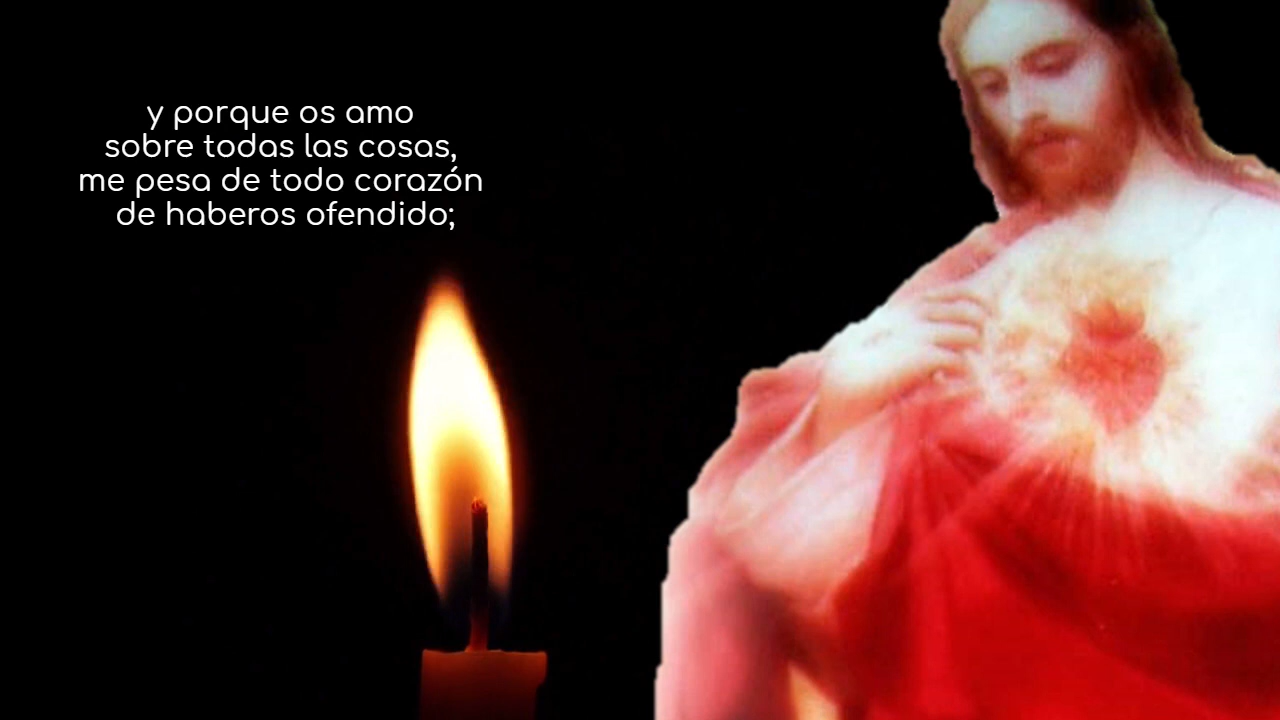 y porque os amo
sobre todas las cosas,
me pesa de todo corazón
de haberos ofendido;